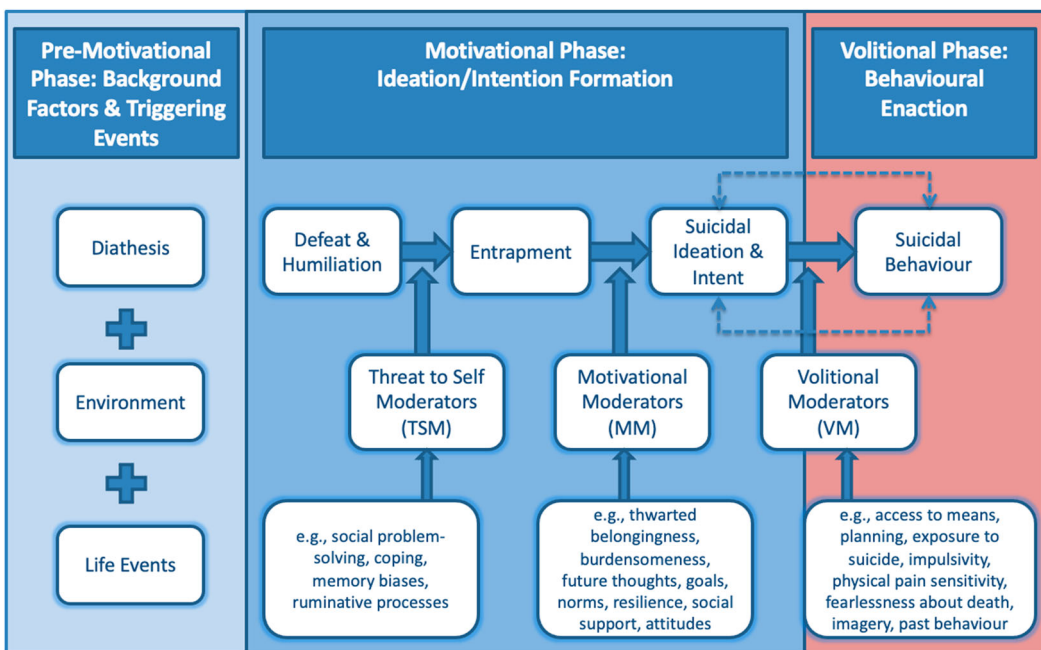 Pre-Motivational
Phase: Background
Factors & Triggering
Events
Motivational Phase:
Ideation/Intention Formation
Volitional Phase:
Behavioural
Enaction
Diathesis
Environment
Life Events
Defeat &
Humiliation
Entrapment
Suicidal
Ideation &
Intent
Suicidal
Behaviour
Threat to Self
Moderators
(TSM)
Motivational
Moderators
(MM)
Volitional
Moderators
(VM)
e.g., social problem-
solving, coping,
memory biases,
ruminative processes
e.g., thwarted
belongingness,
burdensomeness,
future thoughts, goals,
norms, resilience, social
support, attitudes
e.g., access to means,
planning, exposure to
suicide, impulsivity,
physical pain sensitivity,
fearlessness about death,
imagery, past behaviour